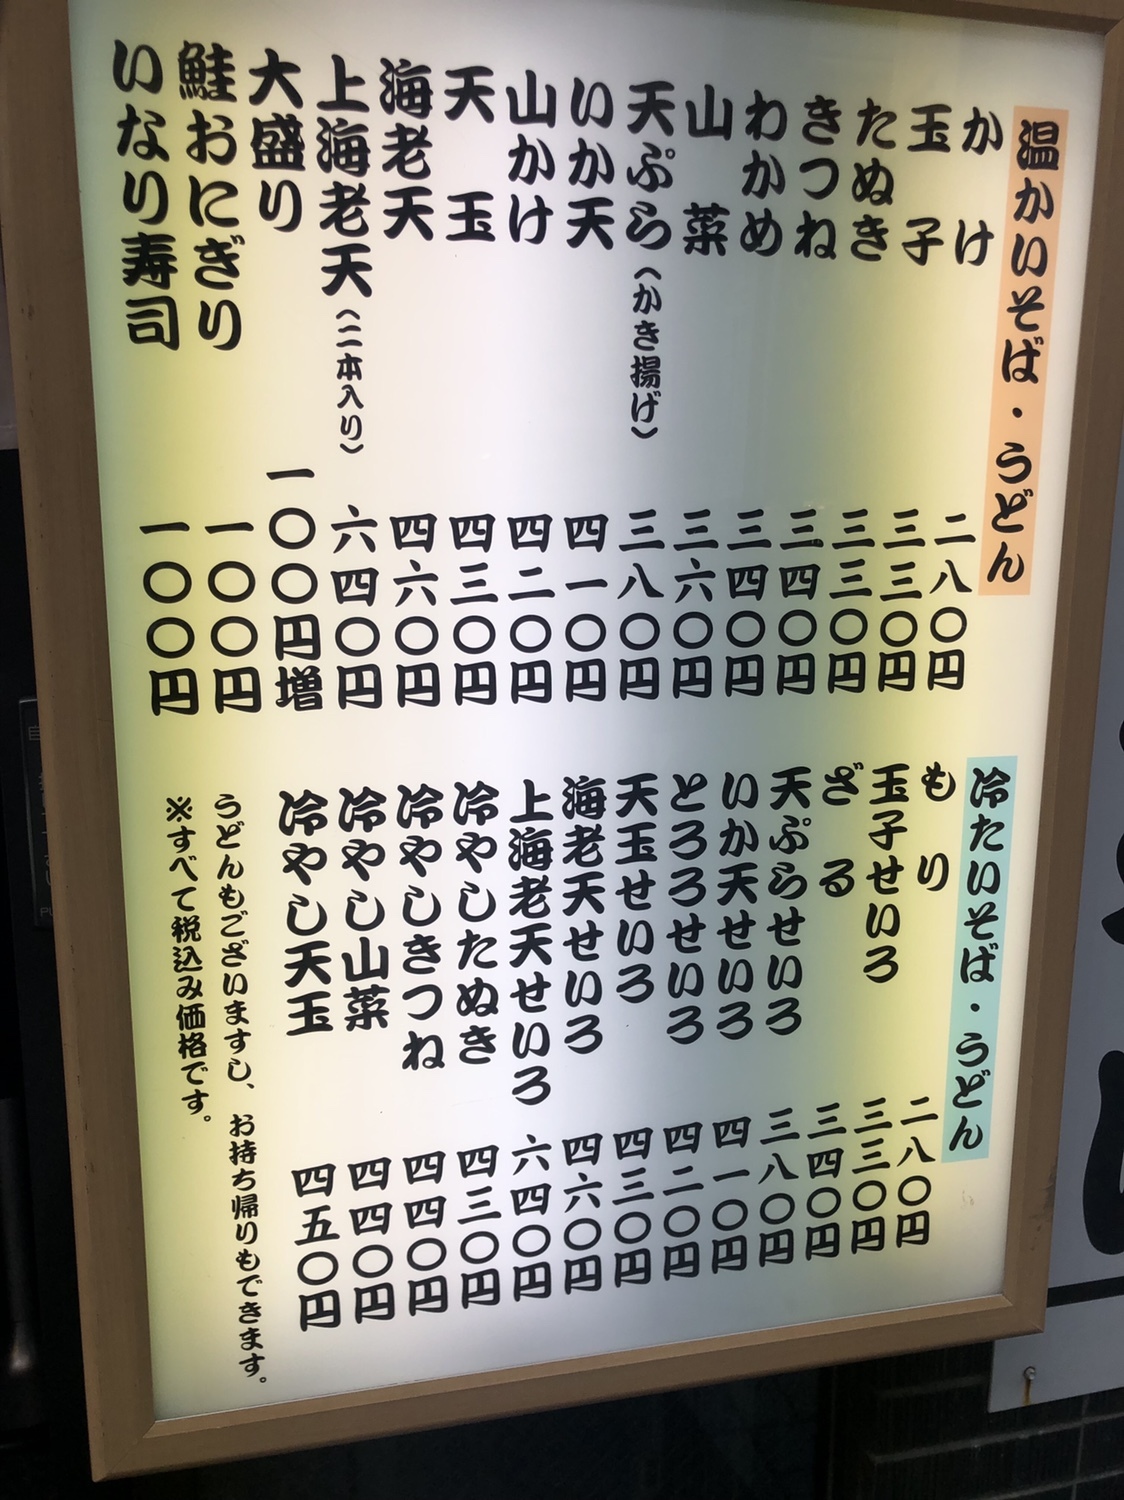 温かいそば・うどん
かけ 二八〇円
玉子 三三〇円
たぬき 三三〇円
きつね 三四〇円
わかめ 三四〇円
山菜 三六〇円
天ぷら(かき揚げ) 三八〇円
いか天 四一〇円
山かけ 四二〇円
天玉 四三〇円
海老天 四六〇円
上海老天(二本入り) 六四〇円
大盛り 一〇〇円増
鮭おにぎり 一〇〇円
いなり寿司 一〇〇円
冷たいそば・うどん
もり 二八〇円
玉子せいろ 三三〇円
ざる 三四〇円
天ぷらせいろ 三八〇円
いか天せいろ 四一〇円
とろろせいろ 四二〇円
天玉せいろ 四三〇円
海老天せいろ 四六〇円
上海老天せいろ 六四〇円
冷やしたぬき 四三〇円
冷やしきつね 四四〇円
冷やし山菜 四四〇円
冷やし天玉 四五〇円
うどんもございますし、お持ち帰りもできます。
※すべて税込み価格です。